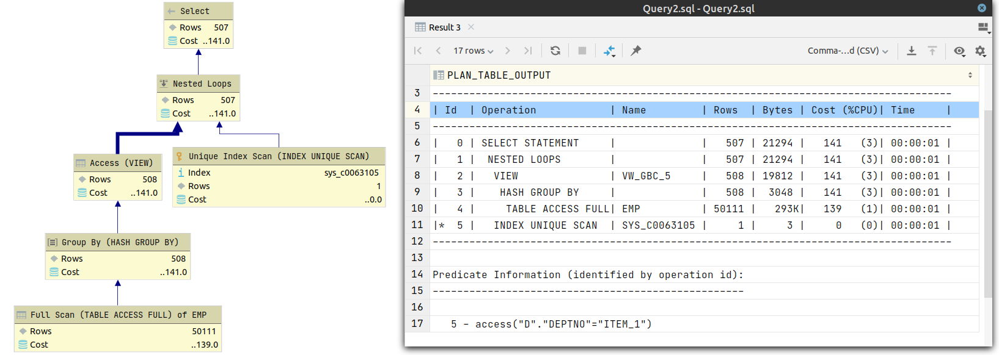 Select
Rows 507
Cost ..141.0
Nested Loops
Rows 507
Cost ..141.0
Access (VIEW)
Rows 508
Cost ..141.0
Unique Index Scan (INDEX UNIQUE SCAN)
Index sys_c0063105
Rows 1
Cost ..0.0
Group By (HASH GROUP BY)
Rows 508
Cost ..141.0
Full Scan (TABLE ACCESS FULL) of EMP
Rows 50111
Cost ..139.0
Query2.sql - Query2.sql
Result 3
17 rows
Comma-...d (CSV)
PLAN_TABLE_OUTPUT
3 -------------------------------------------------------------------------------------
4 | Id  | Operation            | Name         | Rows  | Bytes | Cost (%CPU)| Time     |
5 -------------------------------------------------------------------------------------
6 |   0 | SELECT STATEMENT     |              |   507 | 21294 |   141   (3)| 00:00:01 |
7 |   1 |  NESTED LOOPS        |              |   507 | 21294 |   141   (3)| 00:00:01 |
8 |   2 |   VIEW               | VW_GBC_5     |   508 | 19812 |   141   (3)| 00:00:01 |
9 |   3 |    HASH GROUP BY     |              |   508 |  3048 |   141   (3)| 00:00:01 |
10 |   4 |     TABLE ACCESS FULL| EMP          | 50111 |   293K|   139   (1)| 00:00:01 |
11 |*  5 |   INDEX UNIQUE SCAN  | SYS_C0063105 |     1 |     3 |     0   (0)| 00:00:01 |
12 -------------------------------------------------------------------------------------
13
14 Predicate Information (identified by operation id):
15 ---------------------------------------------------
16
17    5 - access("D"."DEPTNO"="ITEM_1")